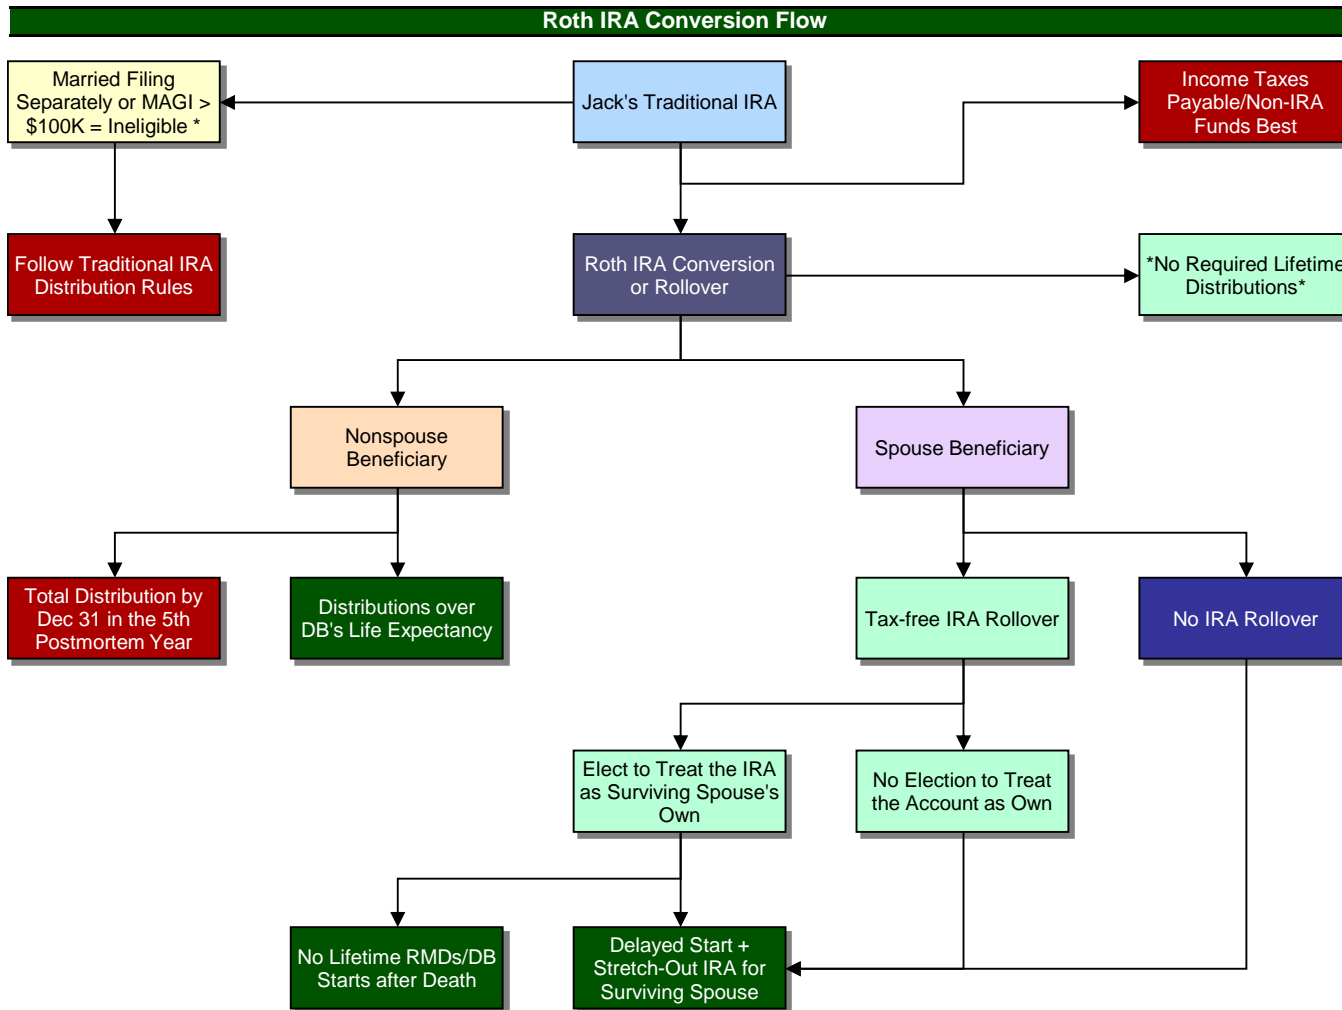 Roth IRA Conversion Flow
Married Filing
Separately or MAGI >
$100K = Ineligible *
Jack's Traditional IRA
Income Taxes
Payable/Non-IRA
Funds Best
Follow Traditional IRA
Distribution Rules
Roth IRA Conversion
or Rollover
*No Required Lifetime
Distributions*
Nonspouse
Beneficiary
Spouse Beneficiary
Total Distribution by
Dec 31 in the 5th
Postmortem Year
Distributions over
DB's Life Expectancy
Tax-free IRA Rollover
No IRA Rollover
Elect to Treat the IRA
as Surviving Spouse's
Own
No Election to Treat
the Account as Own
No Lifetime RMDs/DB
Starts after Death
Delayed Start +
Stretch-Out IRA for
Surviving Spouse